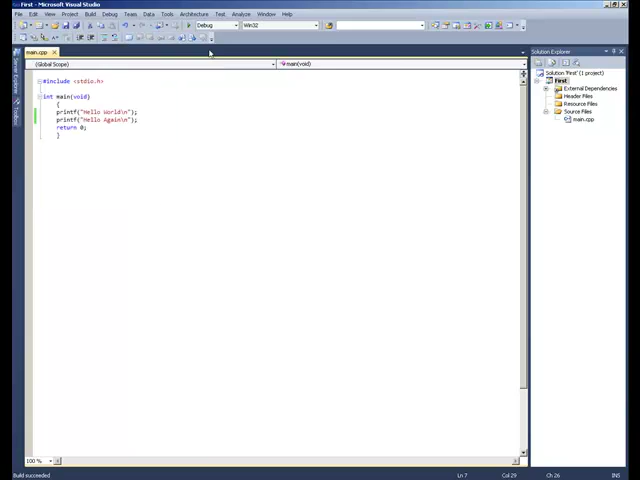 First - Microsoft Visual Studio
File Edit View Project Build Debug Team Data Tools Architecture Test Analyze Window Help
Debug Win32
main.cpp
Solution Explorer
(Global Scope) main(void)
Server Explorer
Toolbox
#include <stdio.h>
int main(void)
{
printf("Hello World\n");
printf("Hello Again\n");
return 0;
}
Solution 'First' (1 project)
First
External Dependencies
Header Files
Resource Files
Source Files
main.cpp
100 %
Build succeeded Ln 7 Col 29 Ch 26 INS